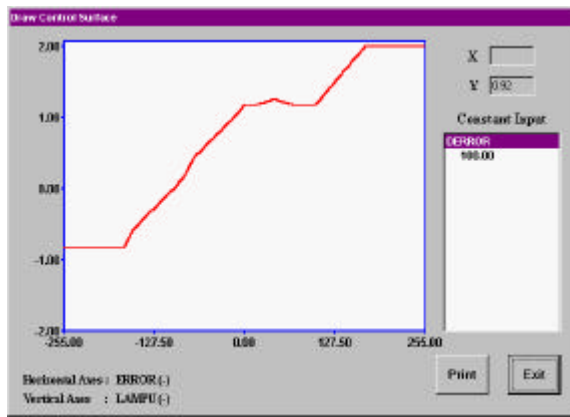 Draw Control Surface
2.00
1.00
0.00
-1.00
-2.00
-255.00 -127.50 0.00 127.50 255.00
Horizontal Axes : ERROR(-)
Vertical Axes : LAMPU(-)
X
Y 0.92
Constant Input
DERROR
100.00
Print Exit